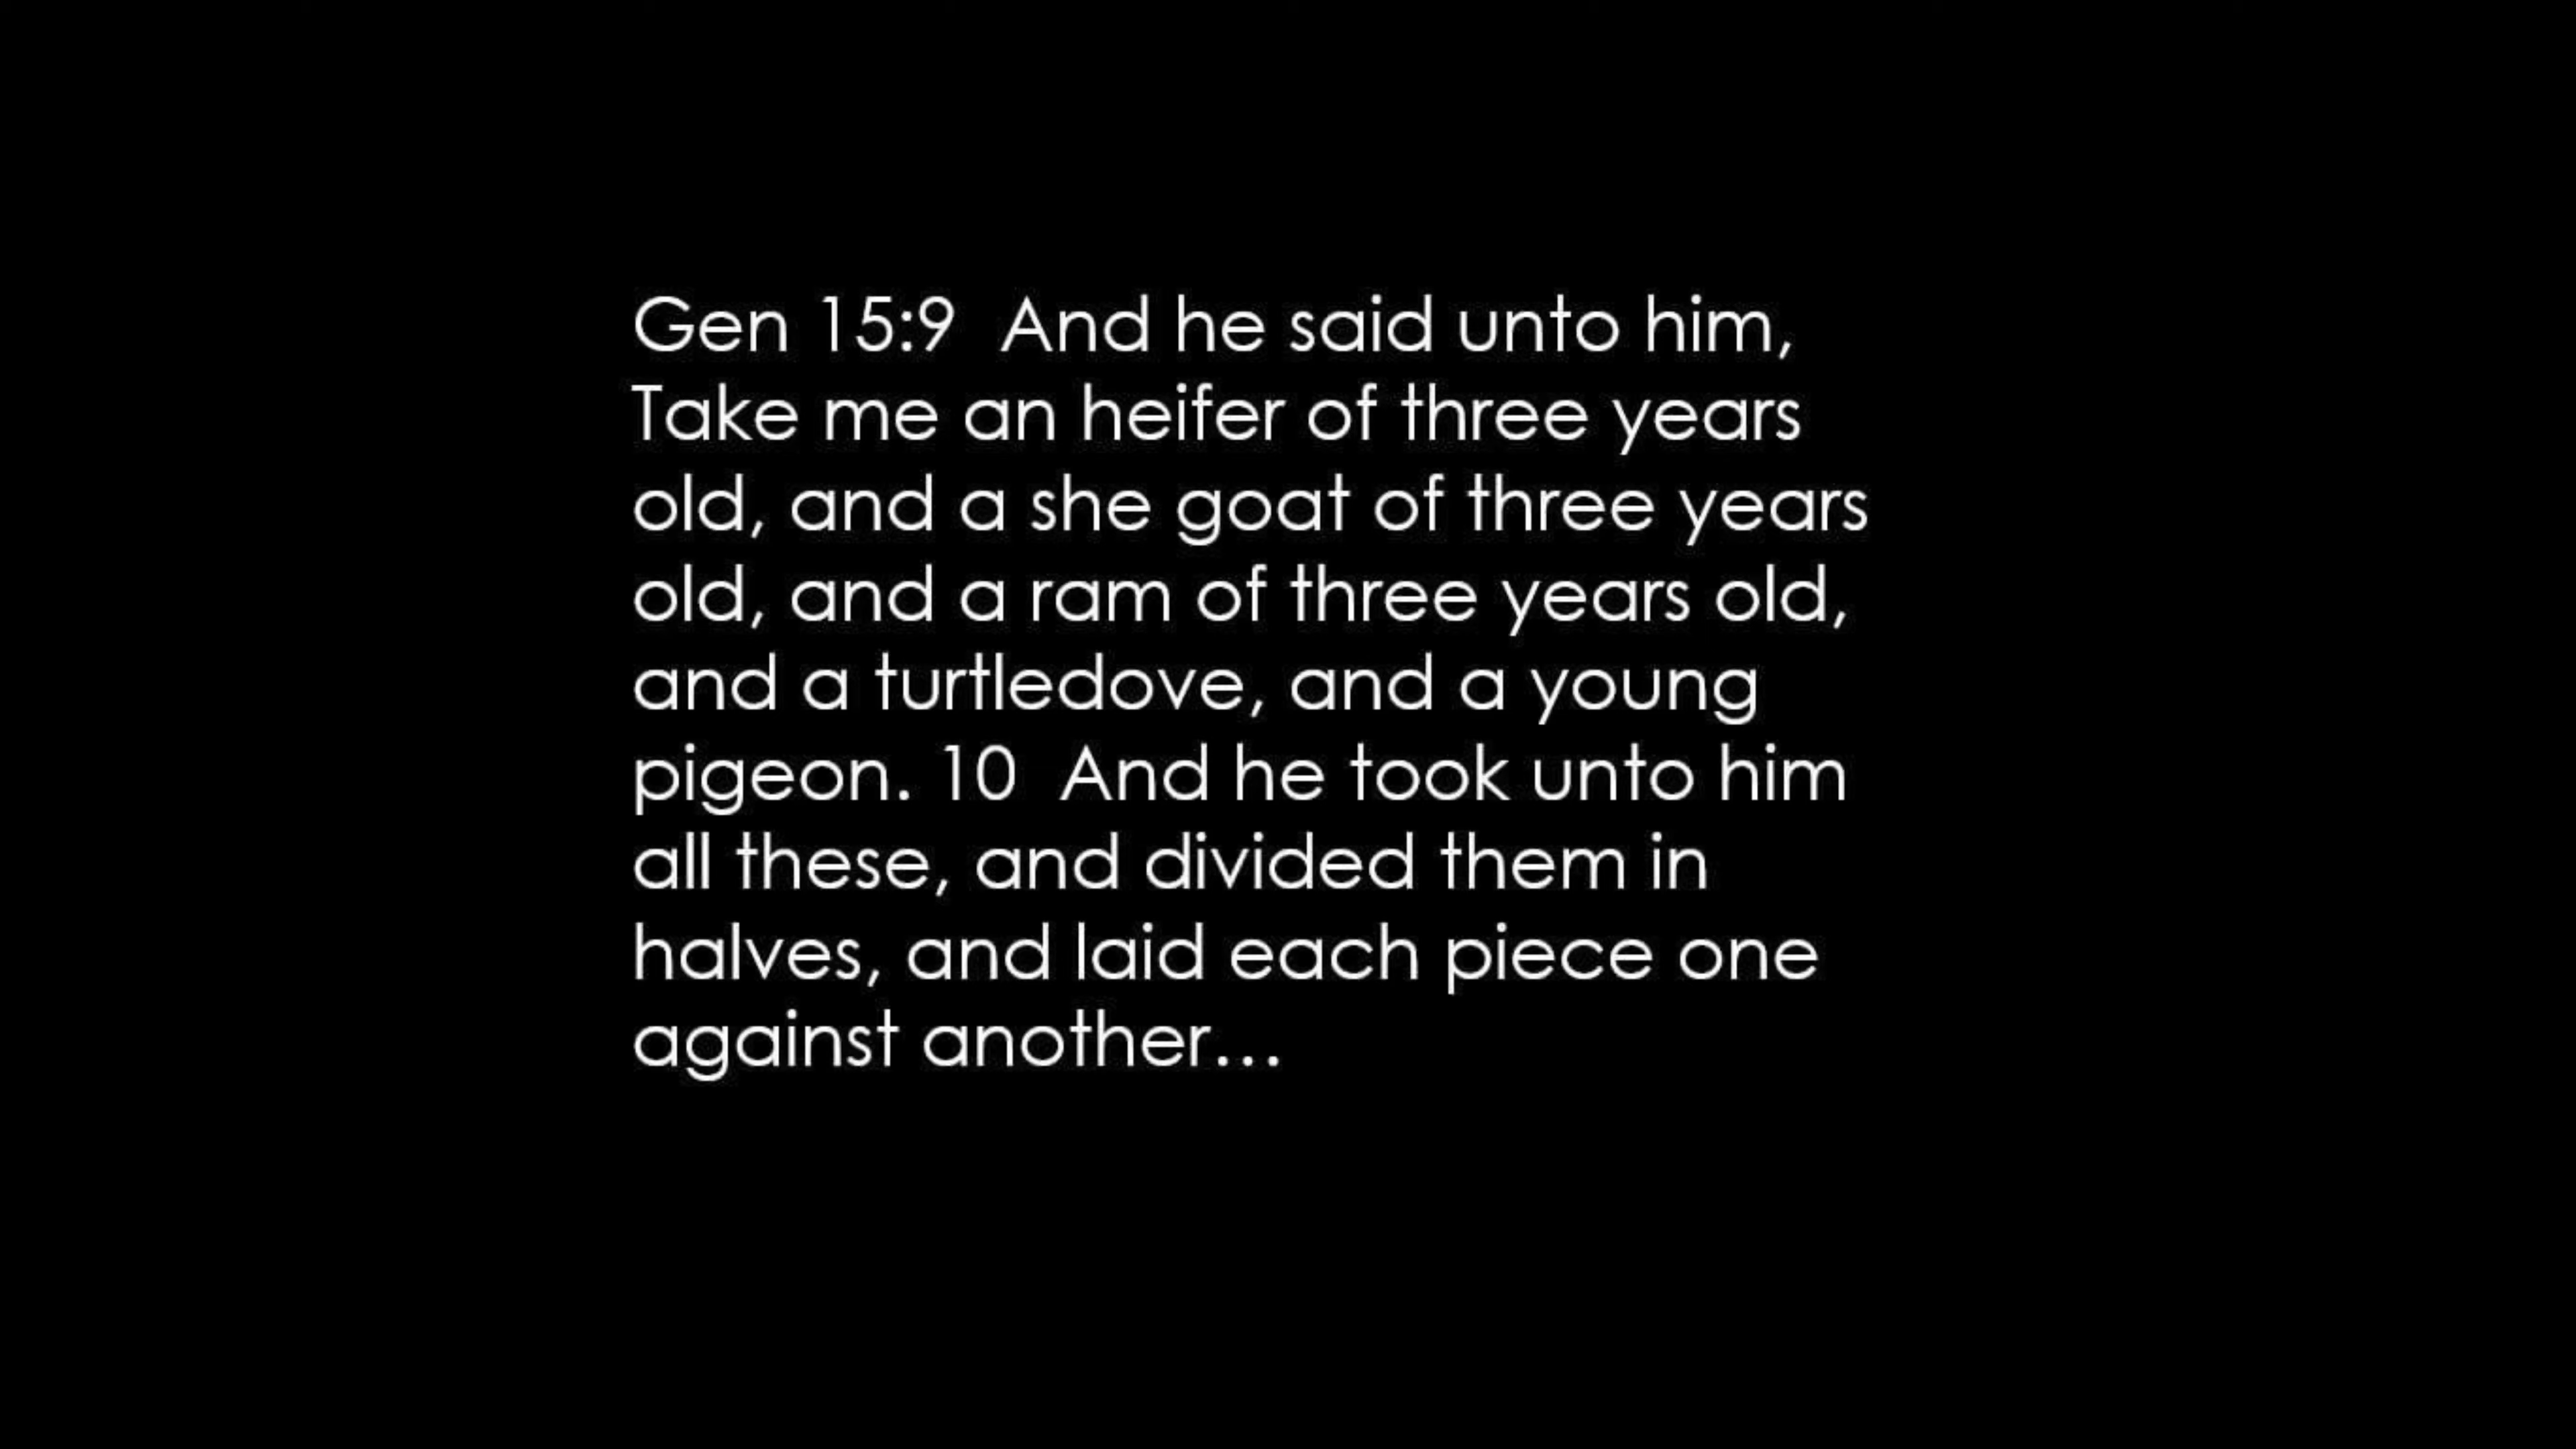 Gen 15:9  And he said unto him,
Take me an heifer of three years
old, and a she goat of three years
old, and a ram of three years old,
and a turtledove, and a young
pigeon. 10  And he took unto him
all these, and divided them in
halves, and laid each piece one
against another…